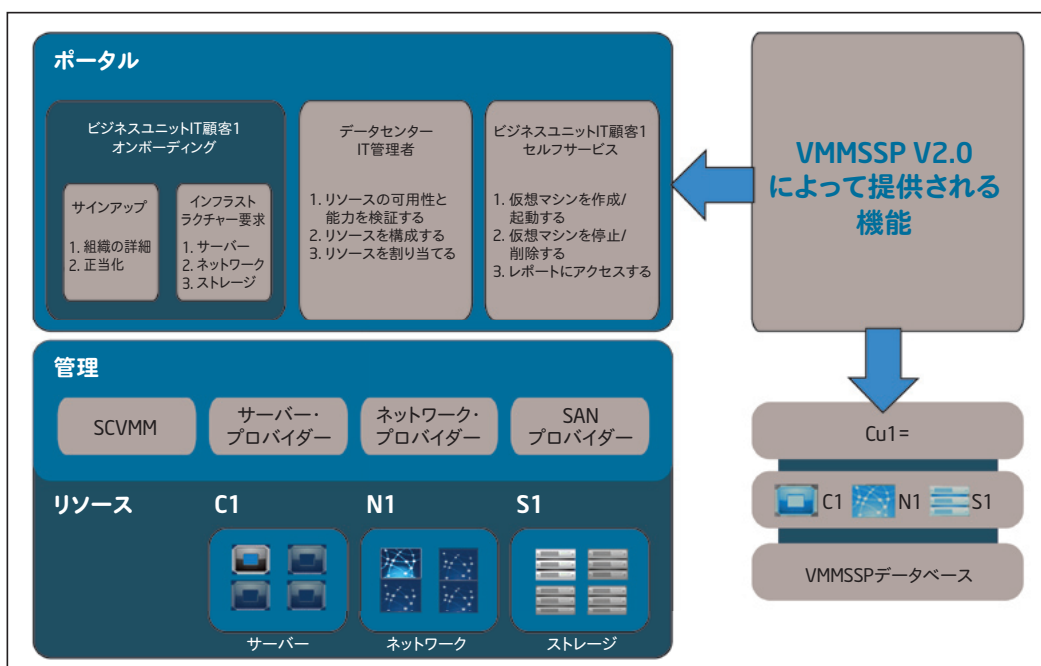 ポータル
ビジネスユニットIT顧客1
オンボーディング
サインアップ
1. 組織の詳細
2. 正当化
インフラスト
ラクチャー要求
1. サーバー
2. ネットワーク
3. ストレージ
データセンター
IT管理者
1. リソースの可用性と
能力を検証する
2. リソースを構成する
3. リソースを割り当てる
ビジネスユニットIT顧客1
セルフサービス
1. 仮想マシンを作成/
起動する
2. 仮想マシンを停止/
削除する
3. レポートにアクセスする
VMMSSP V2.0
によって提供される
機能
管理
SCVMM
サーバー・
プロバイダー
ネットワーク・
プロバイダー
SAN
プロバイダー
リソース
C1
N1
S1
サーバー
ネットワーク
ストレージ
Cu1=
C1
N1
S1
VMMSSPデータベース